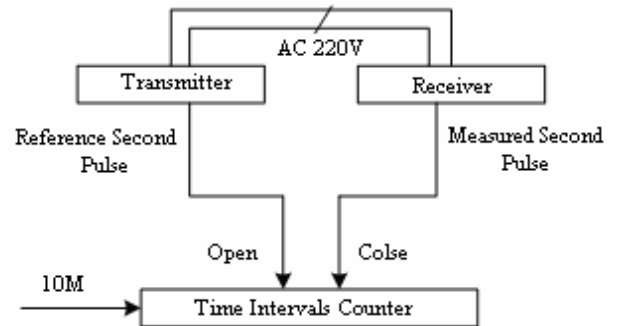 AC 220V
Transmitter
Receiver
Reference Second
Pulse
Measured Second
Pulse
Open
Colse
10M
Time Intervals Counter